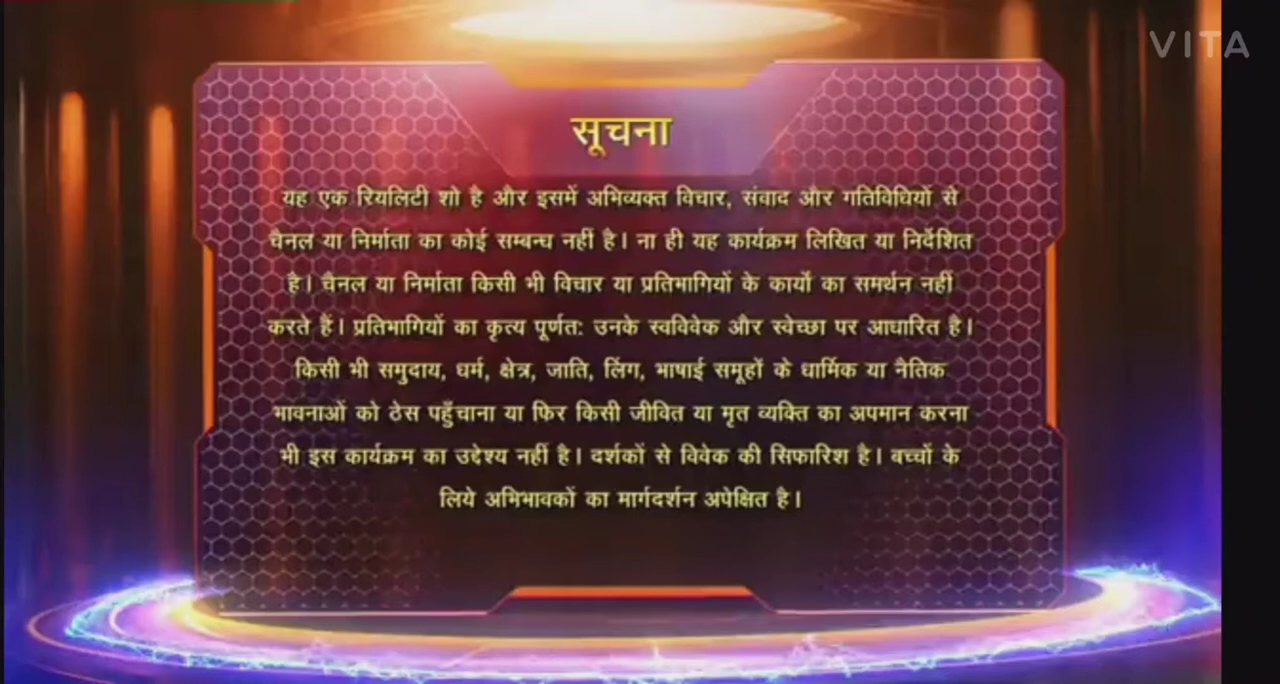 VITA
सूचना
यह एक रियलिटी शो है और इसमें अभिव्यक्त विचार, संवाद और गतिविधियों से
चैनल या निर्माता का कोई सम्बन्ध नहीं है। ना ही यह कार्यक्रम लिखित या निर्देशित
है। चैनल या निर्माता किसी भी विचार या प्रतिभागियों के कार्यो का समर्थन नहीं
करते हैं। प्रतिभागियों का कृत्य पूर्णत: उनके स्वविवेक और स्वेच्छा पर आधारित है।
किसी भी समुदाय, धर्म, क्षेत्र, जाति, लिंग, भाषाई समूहों के धार्मिक या नैतिक
भावनाओं को ठेस पहुँचाना या फिर किसी जीवित या मृत व्यक्ति का अपमान करना
भी इस कार्यक्रम का उद्देश्य नहीं है। दर्शकों से विवेक की सिफारिश है। बच्चों के
लिये अभिभावकों का मार्गदर्शन अपेक्षित है।